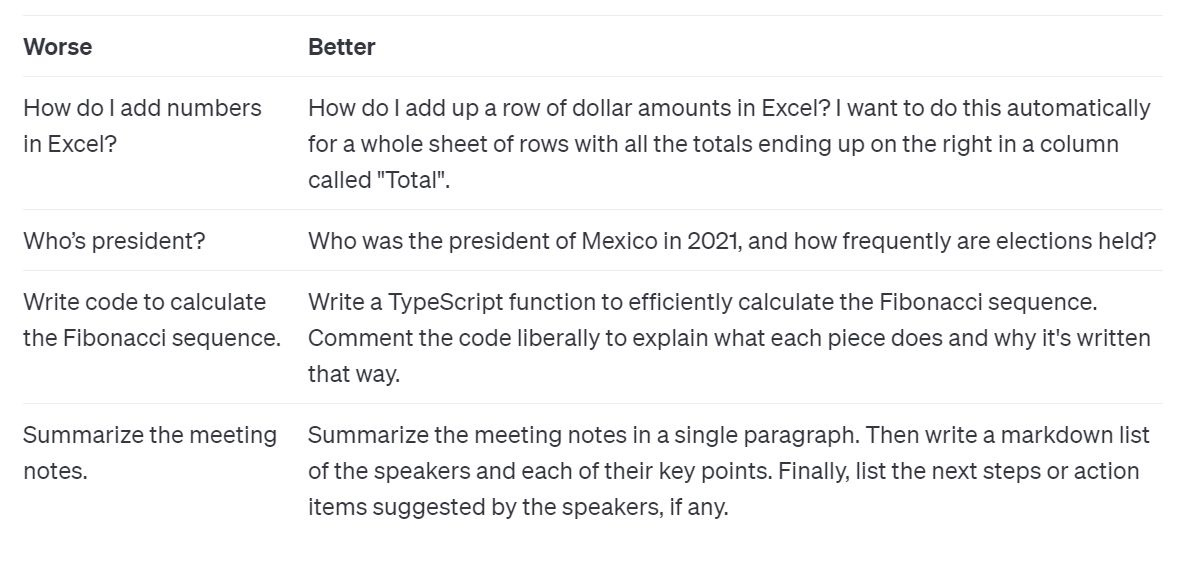 Worse Better
How do I add numbers
in Excel?
How do I add up a row of dollar amounts in Excel? I want to do this automatically
for a whole sheet of rows with all the totals ending up on the right in a column
called "Total".
Who’s president?
Who was the president of Mexico in 2021, and how frequently are elections held?
Write code to calculate
the Fibonacci sequence.
Write a TypeScript function to efficiently calculate the Fibonacci sequence.
Comment the code liberally to explain what each piece does and why it's written
that way.
Summarize the meeting
notes.
Summarize the meeting notes in a single paragraph. Then write a markdown list
of the speakers and each of their key points. Finally, list the next steps or action
items suggested by the speakers, if any.